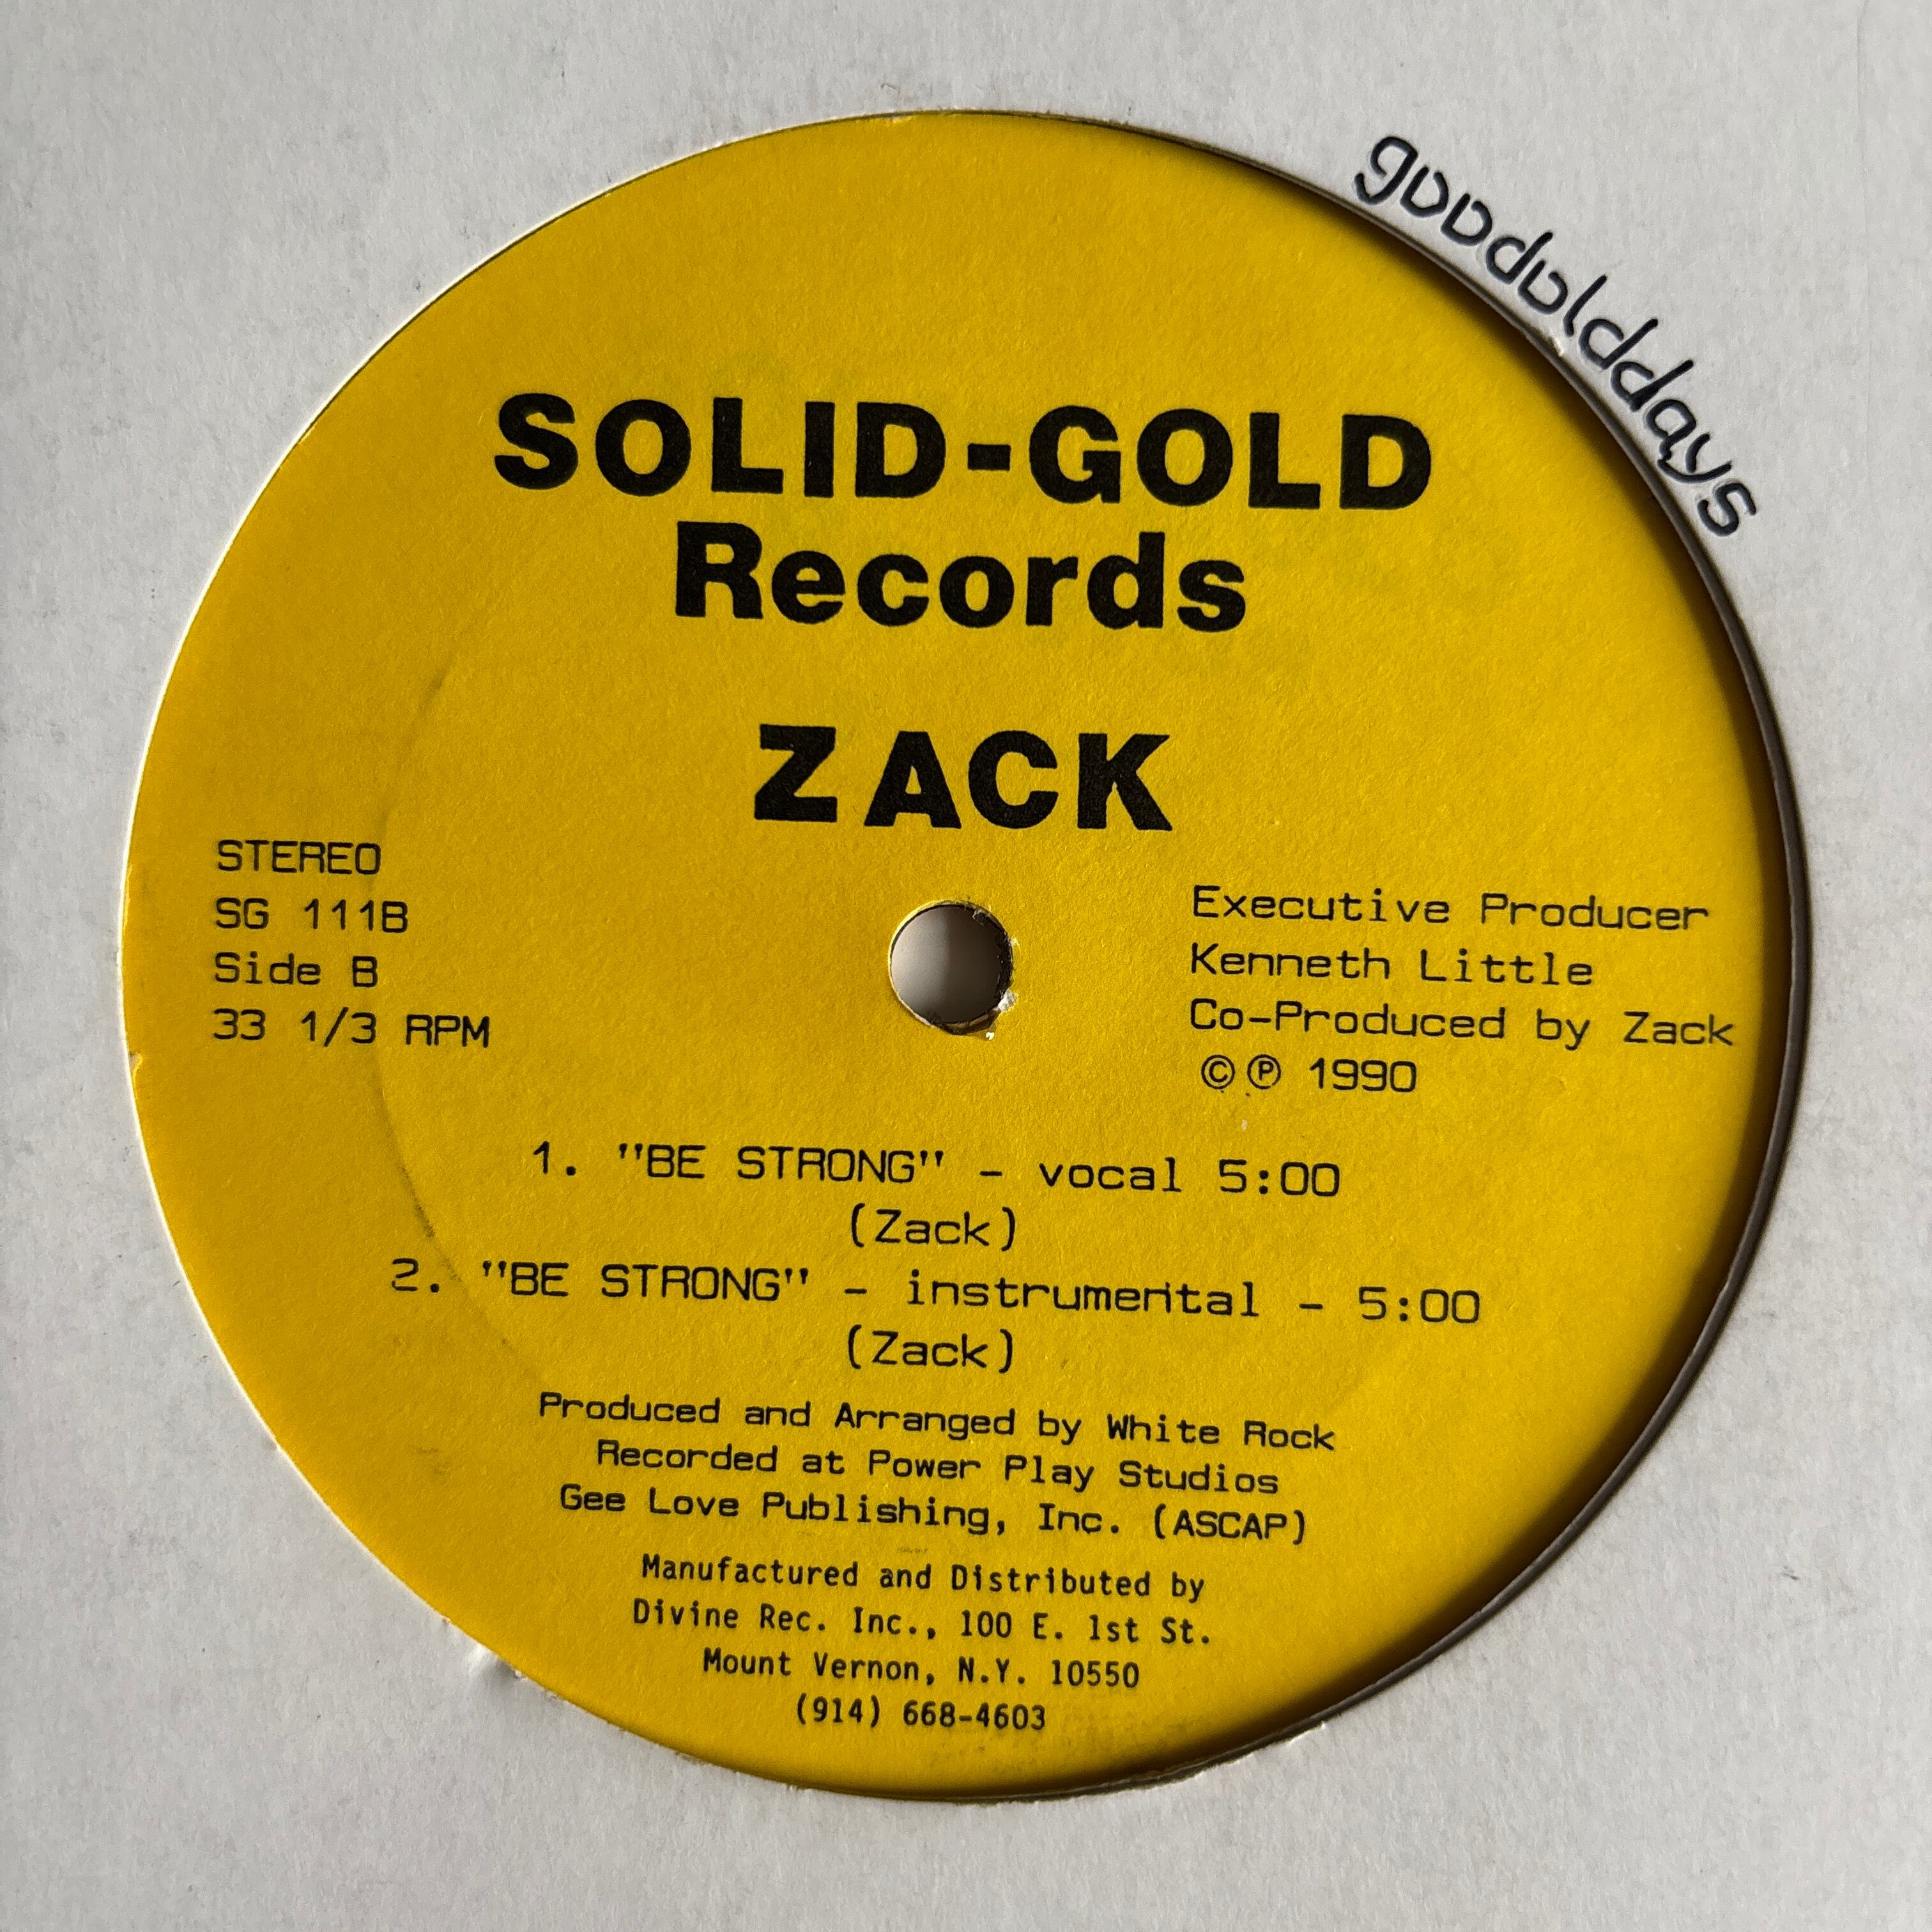 goodolddays
SOLID-GOLD
Records
ZACK
STEREO
SG 111B
Side B
33 1/3 RPM
Executive Producer
Kenneth Little
Co-Produced by Zack
©℗ 1990
1. "BE STRONG" - vocal 5:00
(Zack)
2. "BE STRONG" - instrumental - 5:00
(Zack)
Produced and Arranged by White Rock
Recorded at Power Play Studios
Gee Love Publishing, Inc. (ASCAP)
Manufactured and Distributed by
Divine Rec. Inc., 100 E. 1st St.
Mount Vernon, N.Y. 10550
(914) 668-4603